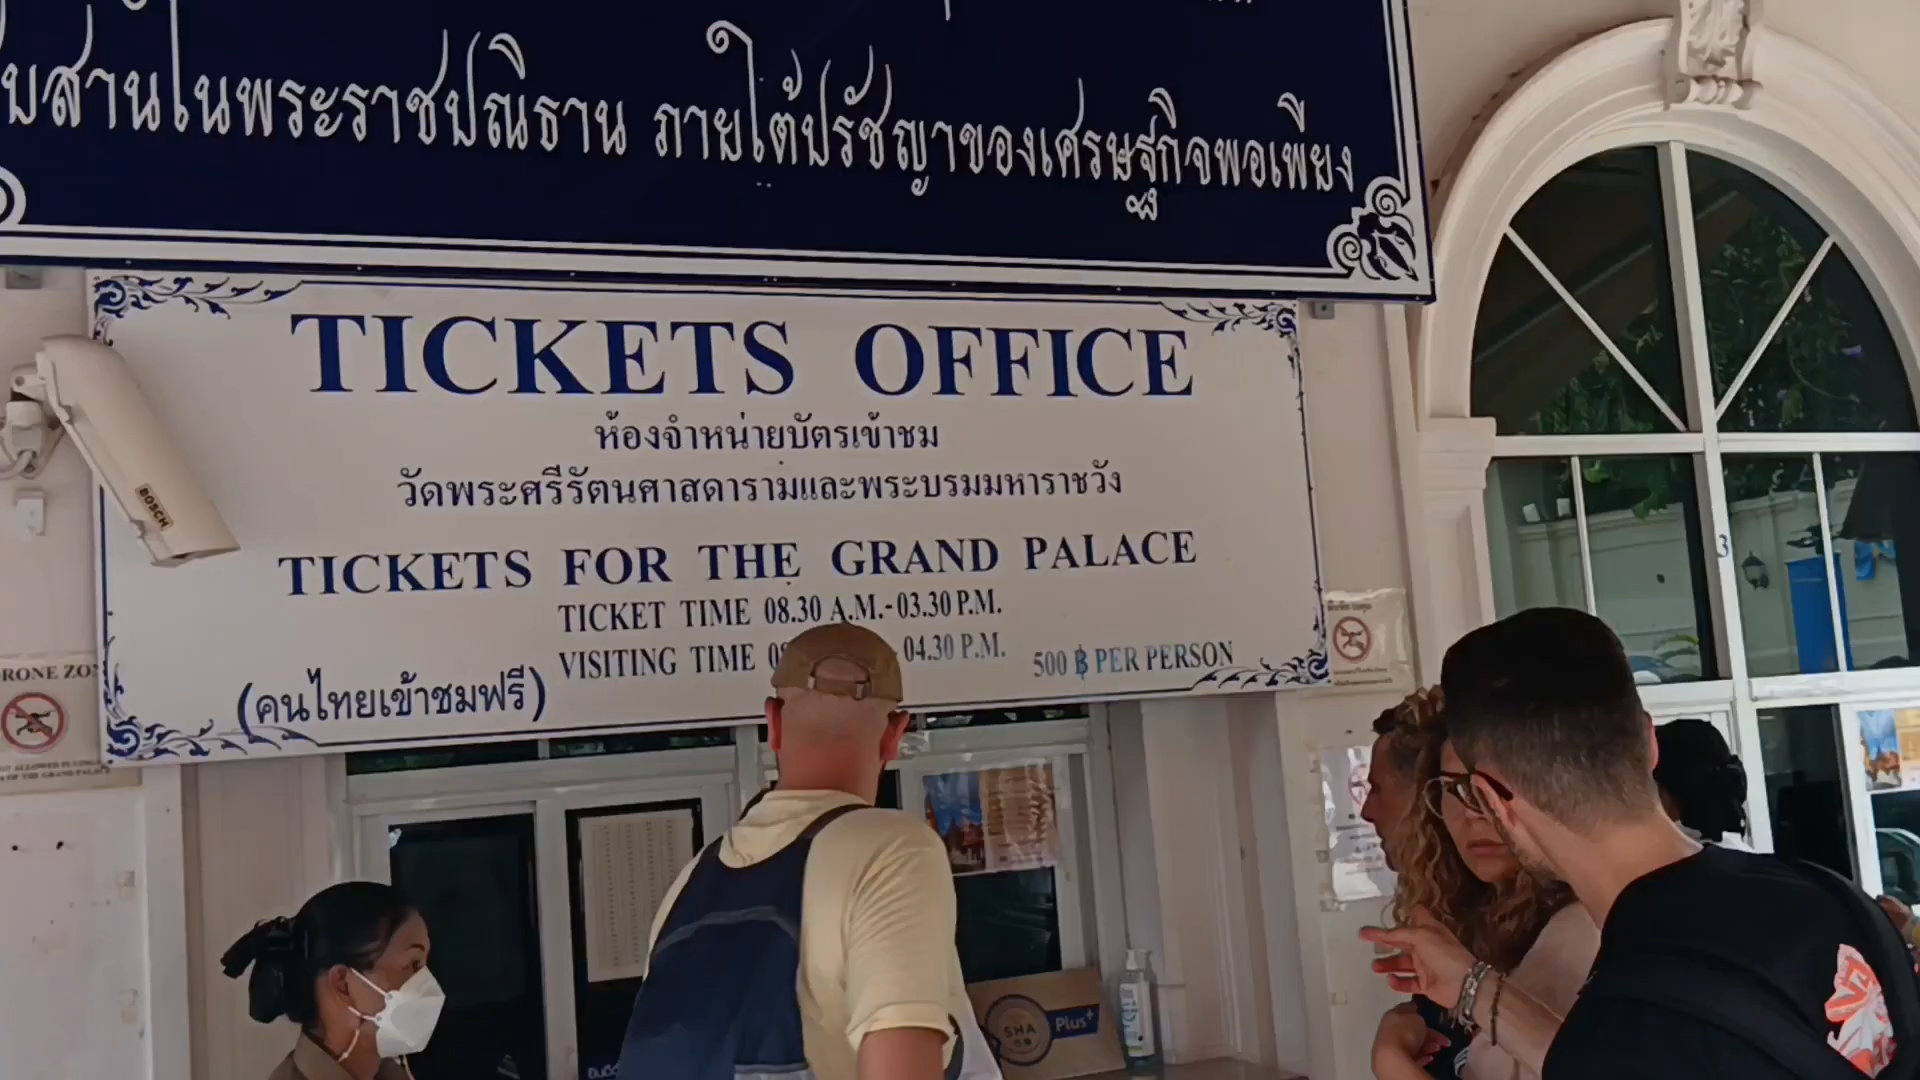 สานในพระราชปณิธาน ภายใต้ปรัชญาของเศรษฐกิจพอเพียง
TICKETS OFFICE
ห้องจำหน่ายบัตรเข้าชม
วัดพระศรีรัตนศาสดารามและพระบรมมหาราชวัง
TICKETS FOR THE GRAND PALACE
TICKET TIME 08.30 A.M.-03.30 P.M.
VISITING TIME 04.30 P.M.
500 ฿ PER PERSON
(คนไทยเข้าชมฟรี)
BOSCH
3
SHA
Plus+